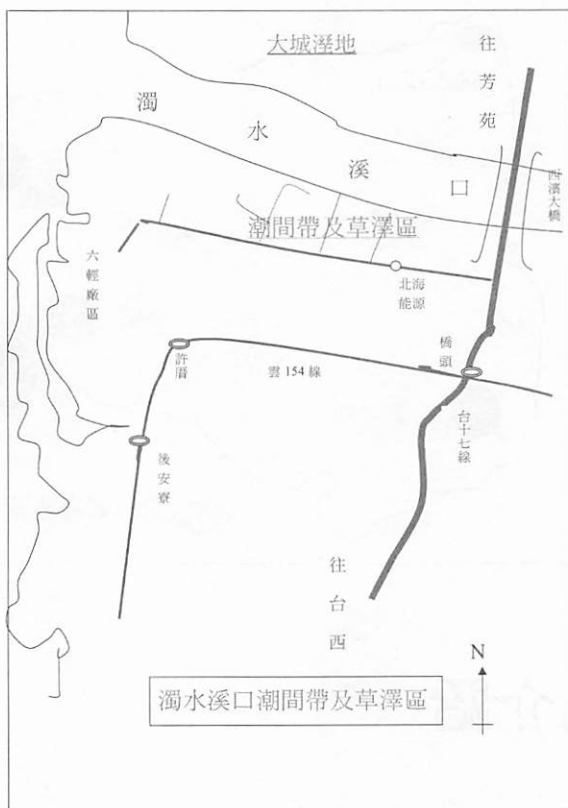 大城溼地
往芳苑
濁水溪口
西濱大橋
潮間帶及草澤區
六輕廠區
北海
能源
橋頭
許厝
雲 154 線
台十七線
後安寮
往台西
N
濁水溪口潮間帶及草澤區